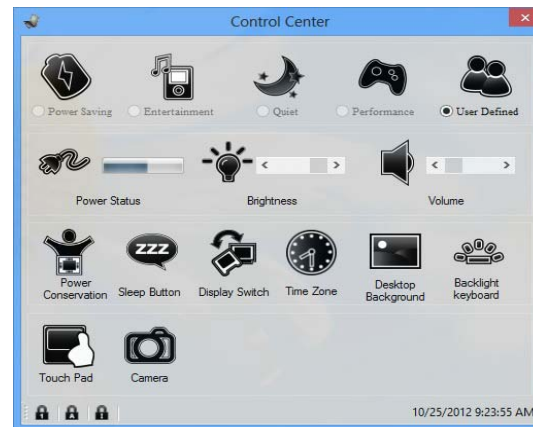 Control Center
Power Saving Entertainment Quiet Performance User Defined
Power Status Brightness Volume
zzz
Power Conservation Sleep Button Display Switch Time Zone Desktop Background Backlight keyboard
Touch Pad Camera
10/25/2012 9:23:55 AM